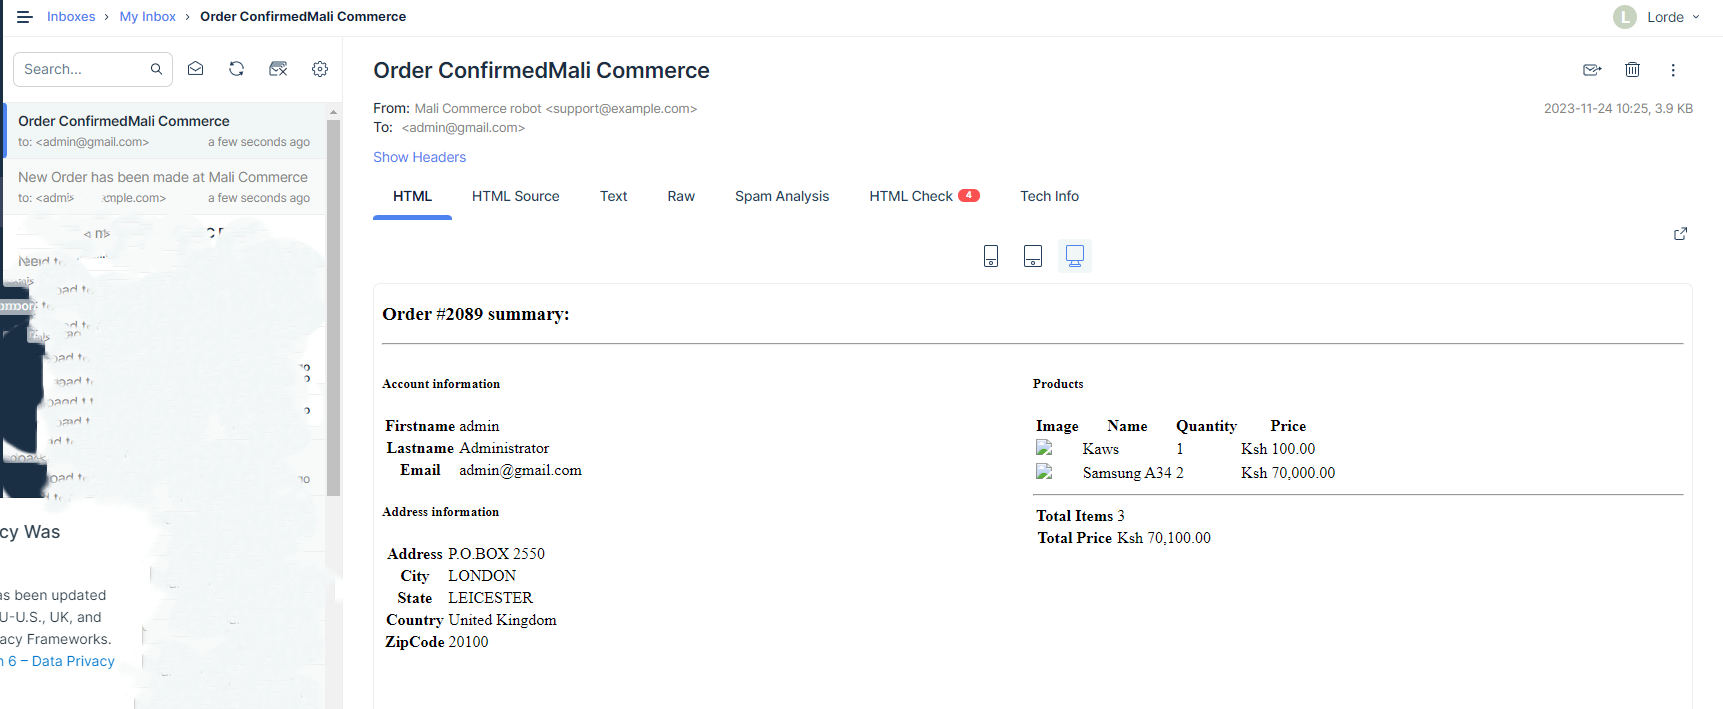 Inboxes › My Inbox › Order ConfirmedMali Commerce
L Lorde
Search...
Order ConfirmedMali Commerce
to: <admin@gmail.com> a few seconds ago
New Order has been made at Mali Commerce
to: <admi mple.com> a few seconds ago
cy Was
as been updated
U-U.S., UK, and
acy Frameworks.
n 6 – Data Privacy
Order ConfirmedMali Commerce
From: Mali Commerce robot <support@example.com>
2023-11-24 10:25, 3.9 KB
To: <admin@gmail.com>
Show Headers
HTML HTML Source Text Raw Spam Analysis HTML Check 4 Tech Info
Order #2089 summary:
Account information
Firstname admin
Lastname Administrator
Email admin@gmail.com
Address information
Address P.O.BOX 2550
City LONDON
State LEICESTER
Country United Kingdom
ZipCode 20100
Products
Image Name Quantity Price
Kaws 1 Ksh 100.00
Samsung A34 2 Ksh 70,000.00
Total Items 3
Total Price Ksh 70,100.00